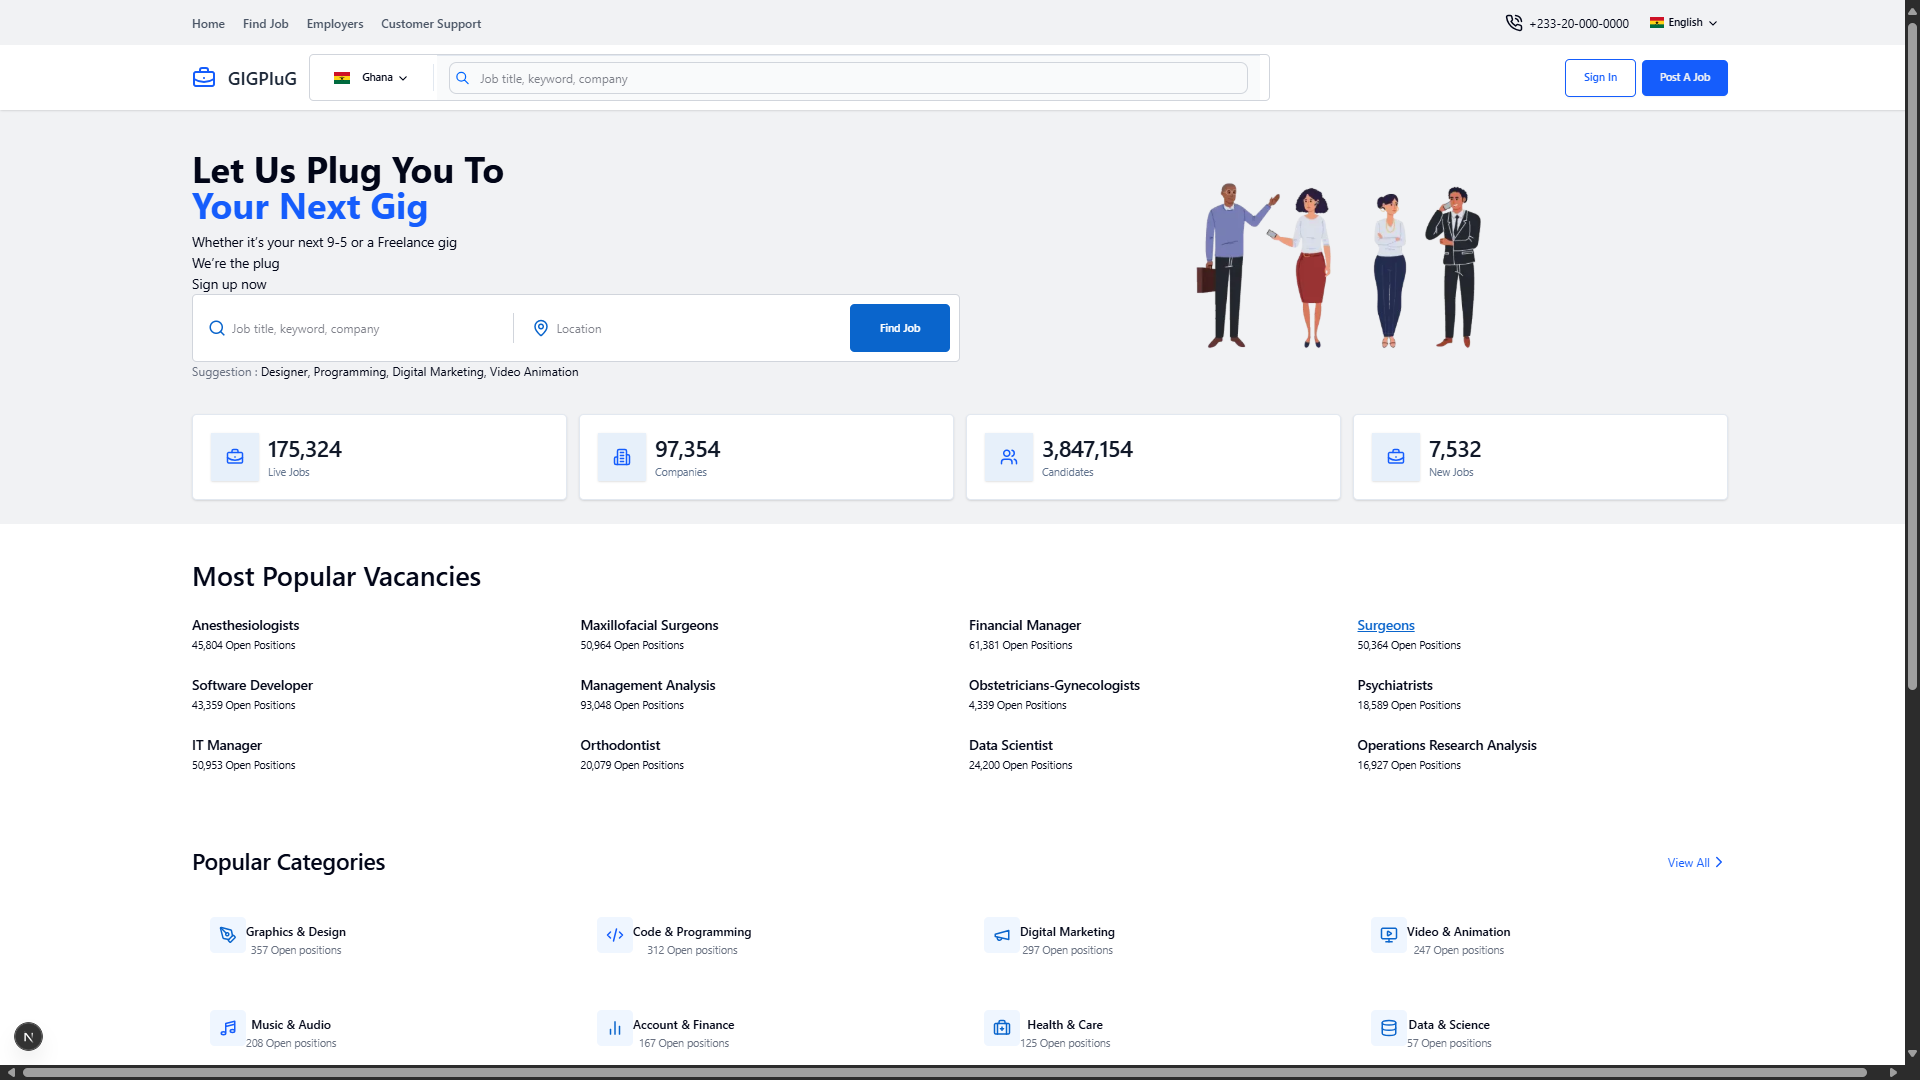 Home Find Job Employers Customer Support +233-20-000-0000 English
GIGPluG Ghana Job title, keyword, company Sign In Post A Job
Let Us Plug You To
Your Next Gig
Whether it's your next 9-5 or a Freelance gig
We're the plug
Sign up now
Job title, keyword, company Location Find Job
Suggestion : Designer, Programming, Digital Marketing, Video Animation
175,324 97,354 3,847,154 7,532
Live Jobs Companies Candidates New Jobs
Most Popular Vacancies
Anesthesiologists Maxillofacial Surgeons Financial Manager Surgeons
45,804 Open Positions 50,964 Open Positions 61,381 Open Positions 50,364 Open Positions
Software Developer Management Analysis Obstetricians-Gynecologists Psychiatrists
43,359 Open Positions 93,048 Open Positions 4,339 Open Positions 18,589 Open Positions
IT Manager Orthodontist Data Scientist Operations Research Analysis
50,953 Open Positions 20,079 Open Positions 24,200 Open Positions 16,927 Open Positions
Popular Categories View All
Graphics & Design Code & Programming Digital Marketing Video & Animation
357 Open positions 312 Open positions 297 Open positions 247 Open positions
Music & Audio Account & Finance Health & Care Data & Science
208 Open positions 167 Open positions 125 Open positions 57 Open positions
N